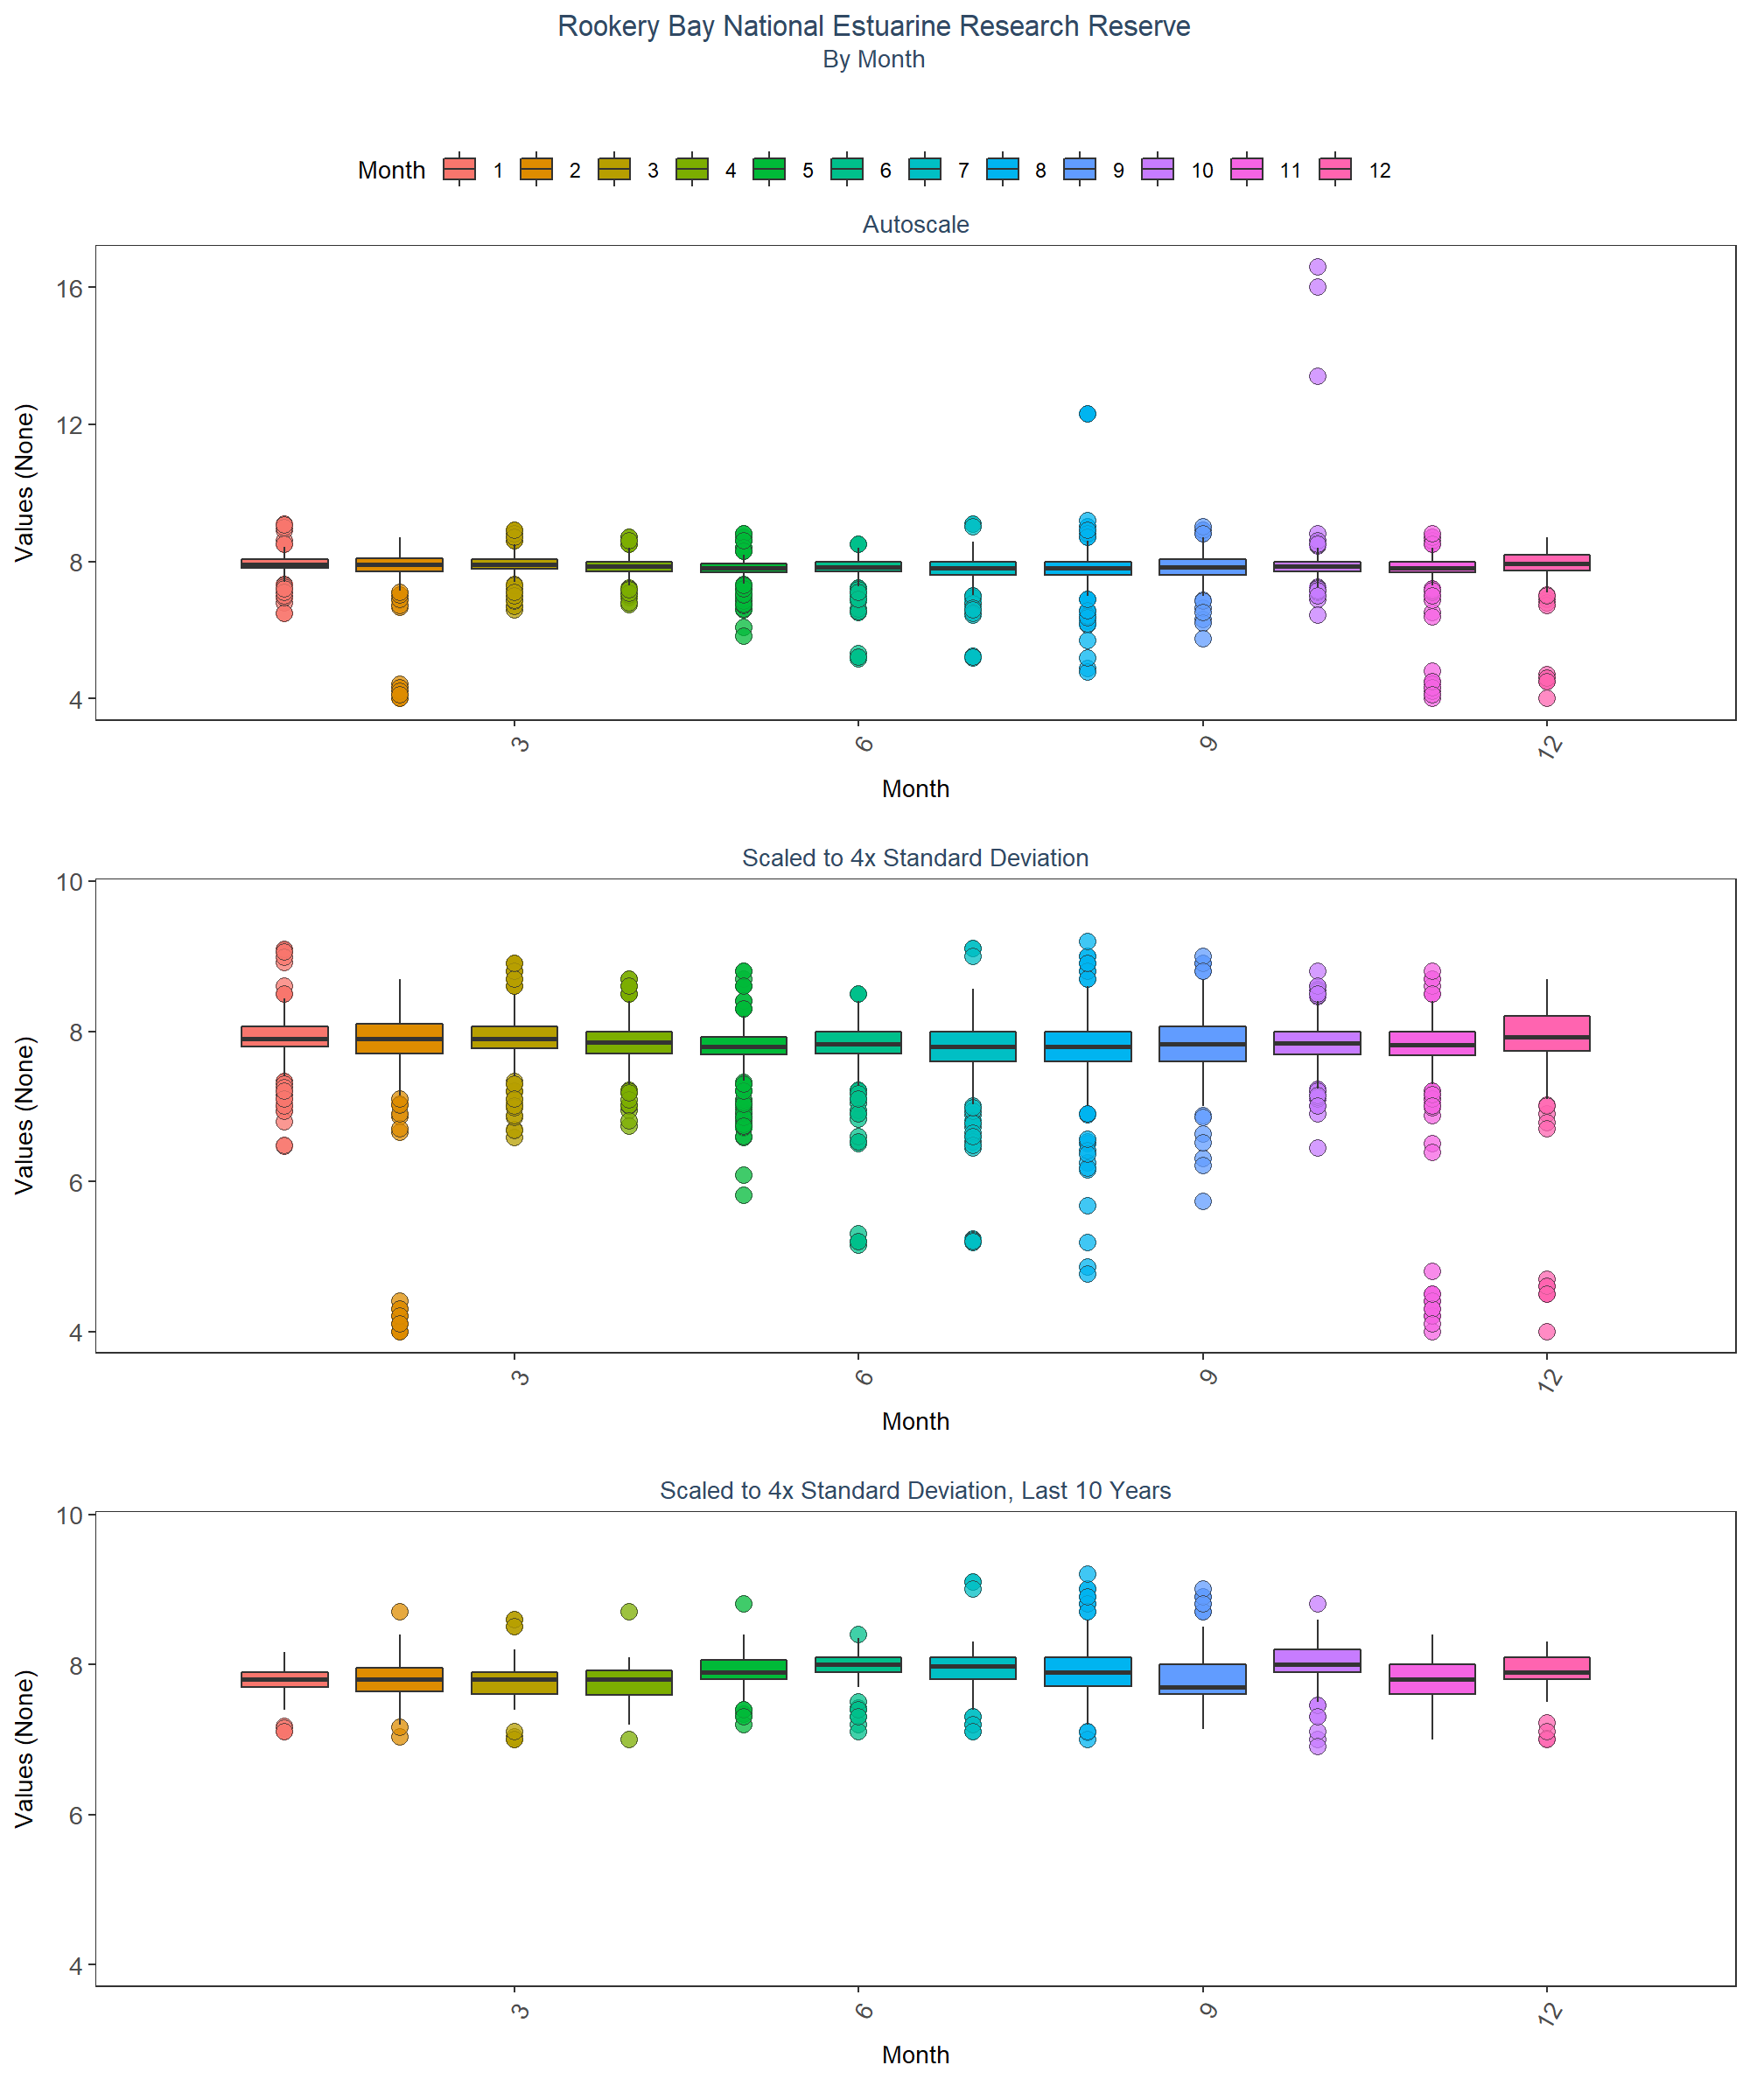 Rookery Bay National Estuarine Research Reserve
By Month
Month 1 2 3 4 5 6 7 8 9 10 11 12
Autoscale
16
12
8
4
Values (None)
3 6 9 12
Month
Scaled to 4x Standard Deviation
10
8
6
4
Values (None)
3 6 9 12
Month
Scaled to 4x Standard Deviation, Last 10 Years
10
8
6
4
Values (None)
3 6 9 12
Month